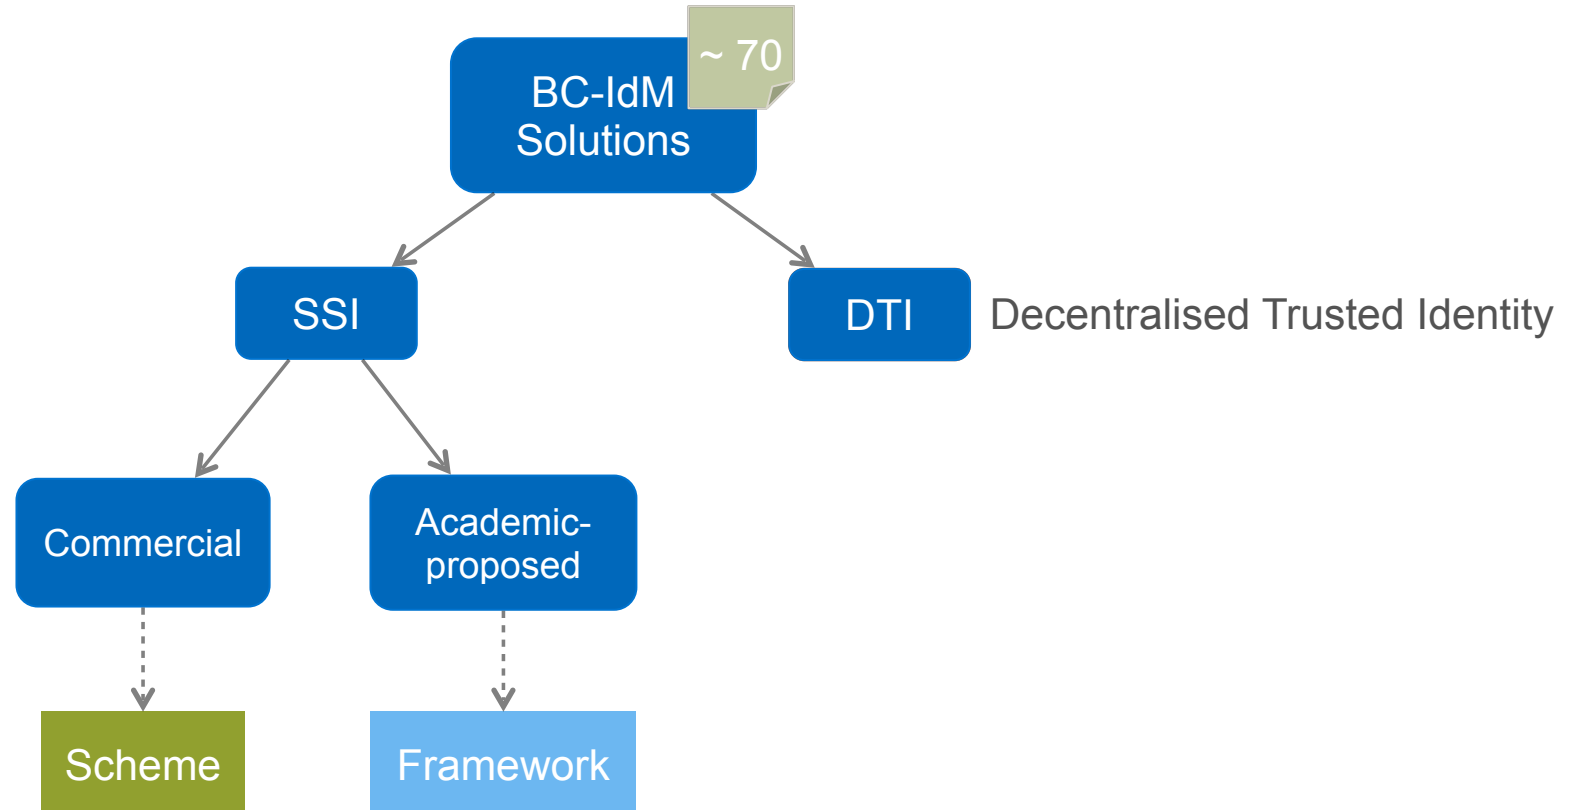 ~ 70
BC-IdM
Solutions
SSI
DTI
Decentralised Trusted Identity
Commercial
Academic-
proposed
Scheme
Framework